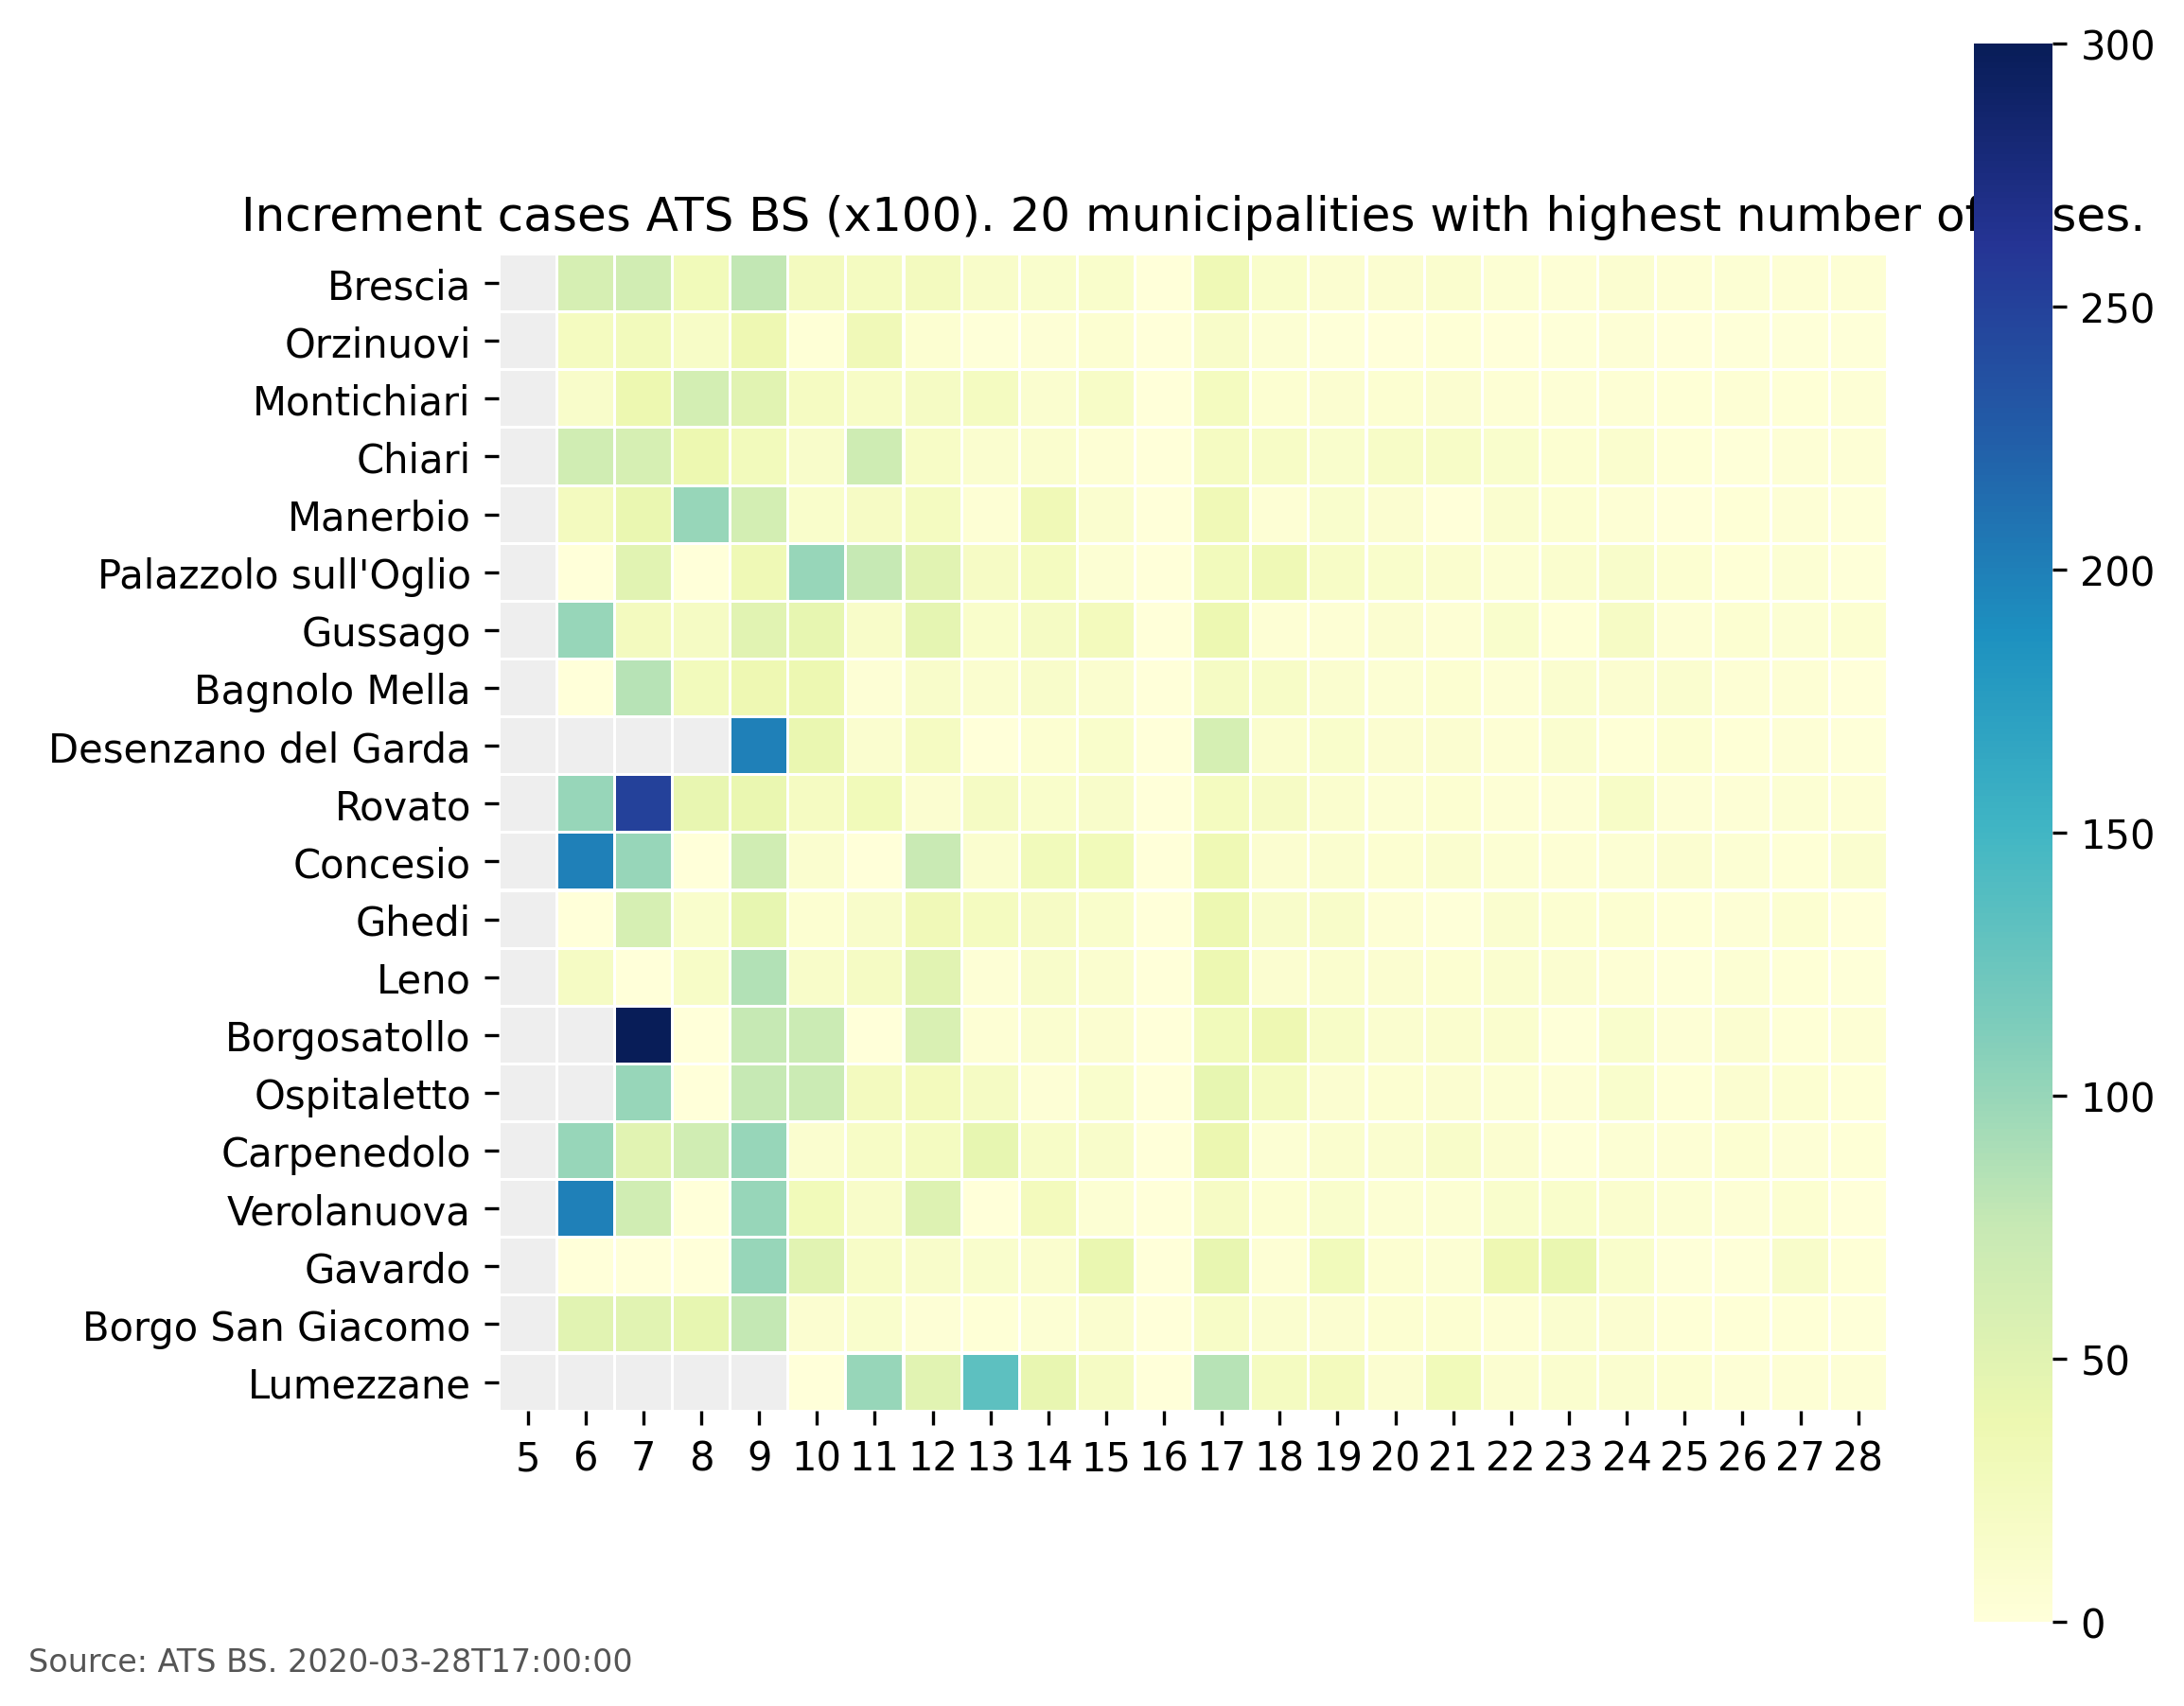 Increment cases ATS BS (x100). 20 municipalities with highest number of ses.
Brescia
Orzinuovi
Montichiari
Chiari
Manerbio
Palazzolo sull'Oglio
Gussago
Bagnolo Mella
Desenzano del Garda
Rovato
Concesio
Ghedi
Leno
Borgosatollo
Ospitaletto
Carpenedolo
Verolanuova
Gavardo
Borgo San Giacomo
Lumezzane
5 6 7 8 9 10 11 12 13 14 15 16 17 18 19 20 21 22 23 24 25 26 27 28
300
250
200
150
100
50
0
Source: ATS BS. 2020-03-28T17:00:00